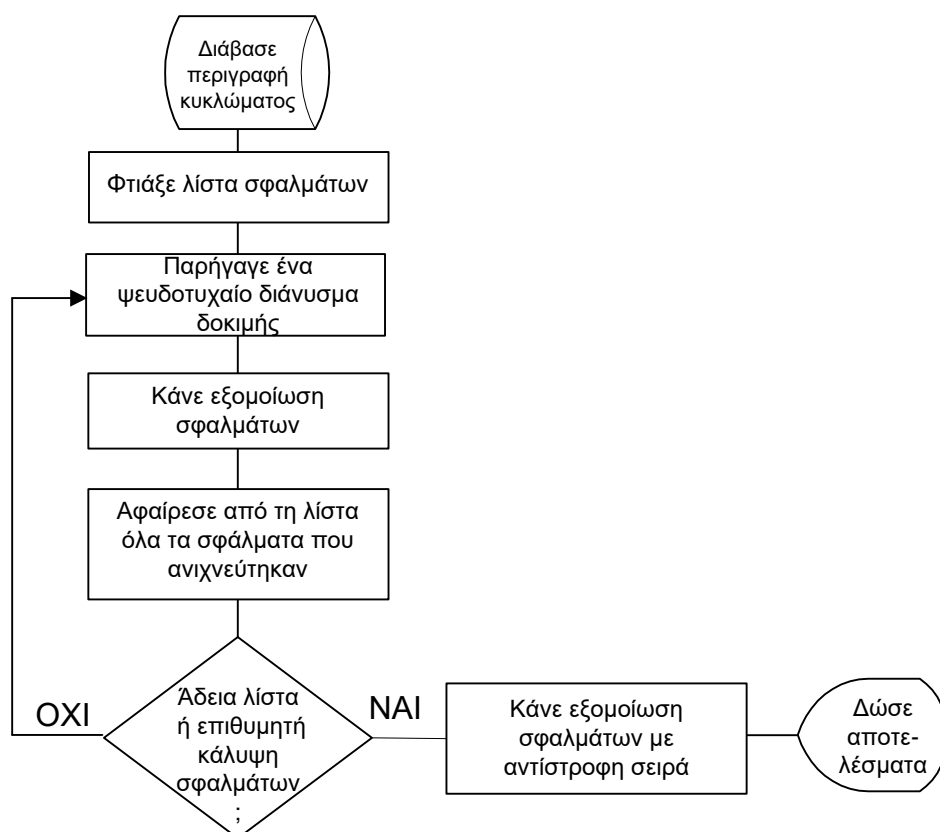 Διάβασε
περιγραφή
κυκλώματος
Φτιάξε λίστα σφαλμάτων
Παρήγαγε ένα
ψευδοτυχαίο διάνυσμα
δοκιμής
Κάνε εξομοίωση
σφαλμάτων
Αφαίρεσε από τη λίστα
όλα τα σφάλματα που
ανιχνεύτηκαν
Άδεια λίστα
ή επιθυμητή
κάλυψη
σφαλμάτων
;
ΟΧΙ
ΝΑΙ
Κάνε εξομοίωση
σφαλμάτων με
αντίστροφη σειρά
Δώσε
αποτε-
λέσματα